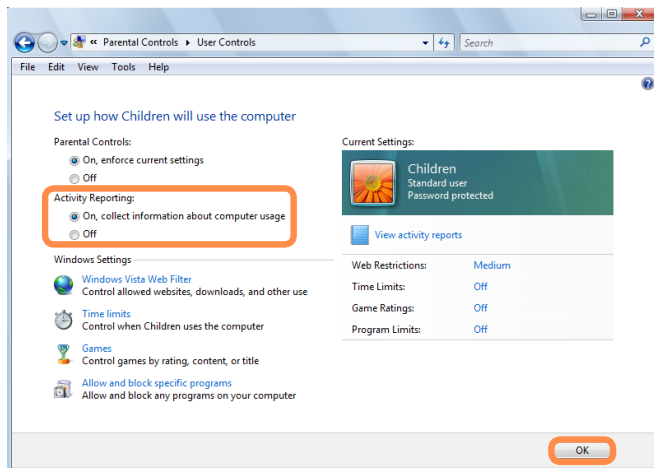 « Parental Controls ▸ User Controls
Search
File Edit View Tools Help
Set up how Children will use the computer
Parental Controls:
On, enforce current settings
Off
Activity Reporting:
On, collect information about computer usage
Off
Windows Settings
Windows Vista Web Filter
Control allowed websites, downloads, and other use
Time limits
Control when Children uses the computer
Games
Control games by rating, content, or title
Allow and block specific programs
Allow and block any programs on your computer
Current Settings:
Children
Standard user
Password protected
View activity reports
Web Restrictions: Medium
Time Limits: Off
Game Ratings: Off
Program Limits: Off
OK